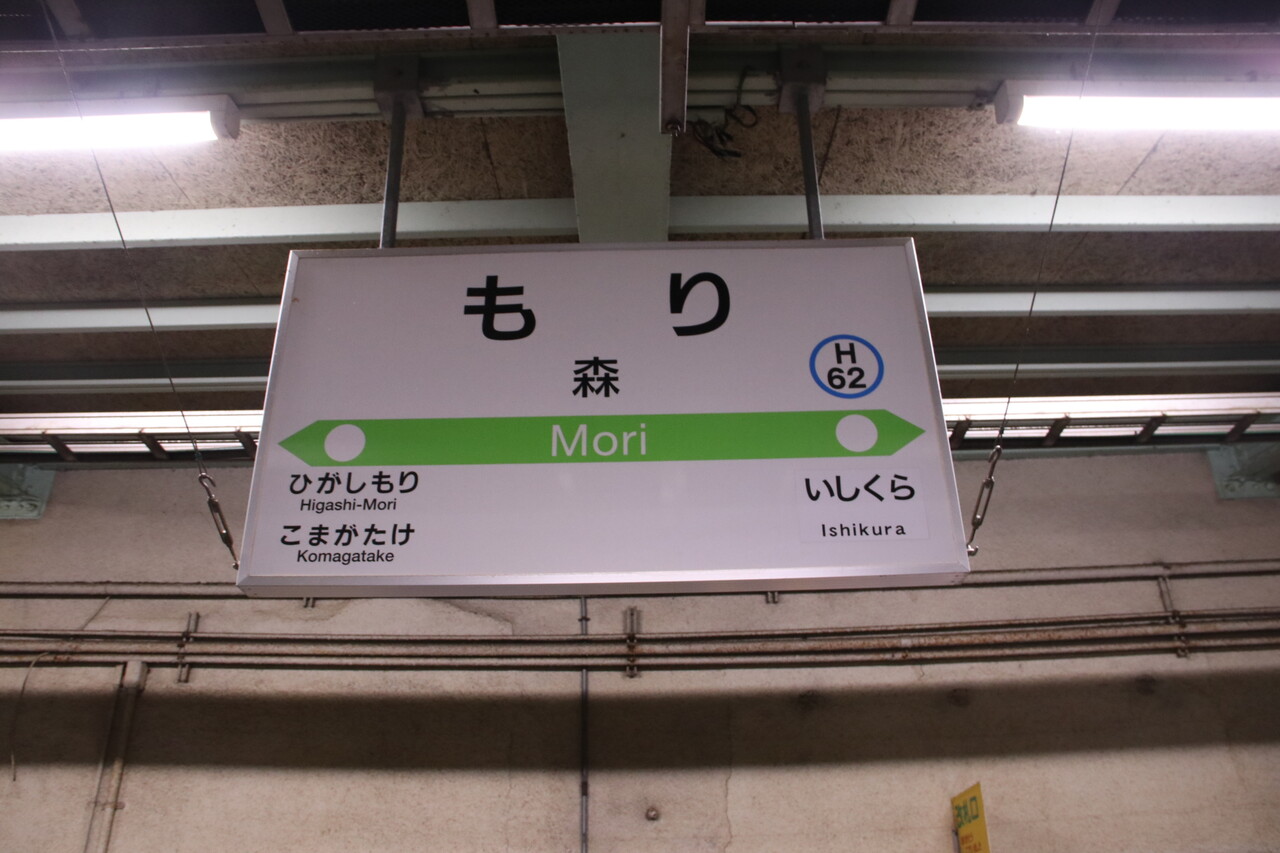 もり
森
H
62
Mori
ひがしもり
Higashi-Mori
こまがたけ
Komagatake
いしくら
Ishikura